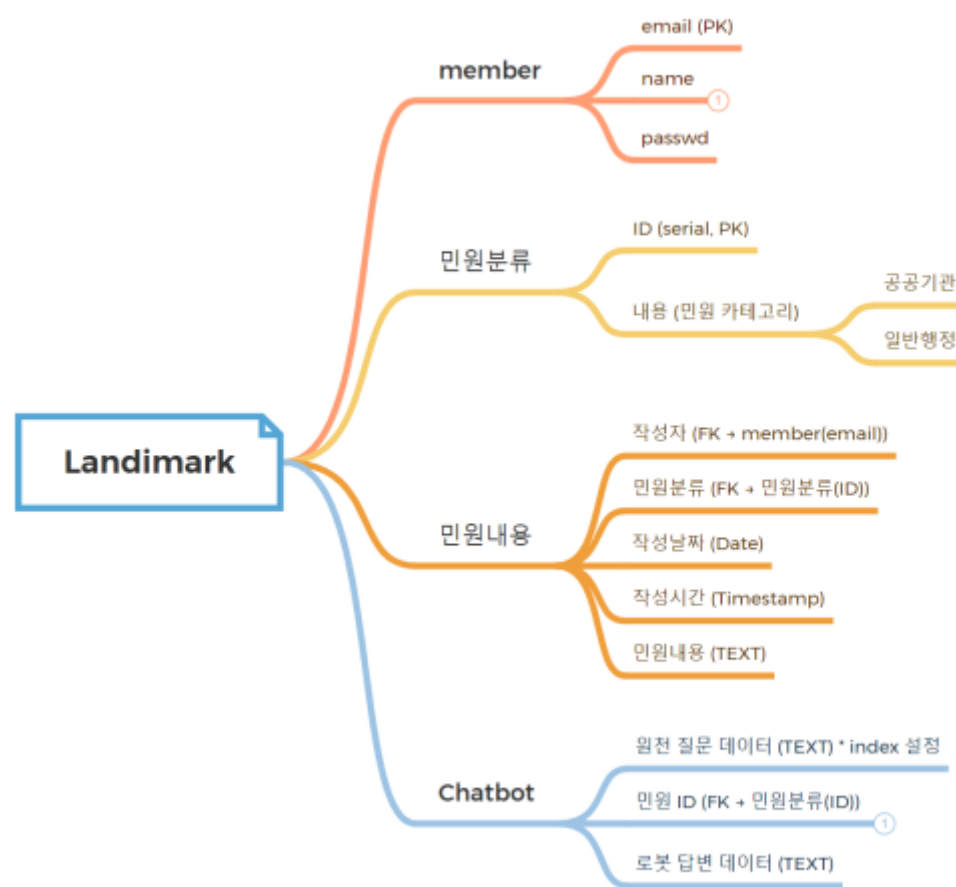 Landimark
member
email (PK)
name
1
passwd
민원분류
ID (serial, PK)
내용 (민원 카테고리)
공공기관
일반행정
민원내용
작성자 (FK → member(email))
민원분류 (FK → 민원분류(ID))
작성날짜 (Date)
작성시간 (Timestamp)
민원내용 (TEXT)
Chatbot
원천 질문 데이터 (TEXT) * index 설정
민원 ID (FK → 민원분류(ID))
1
로봇 답변 데이터 (TEXT)